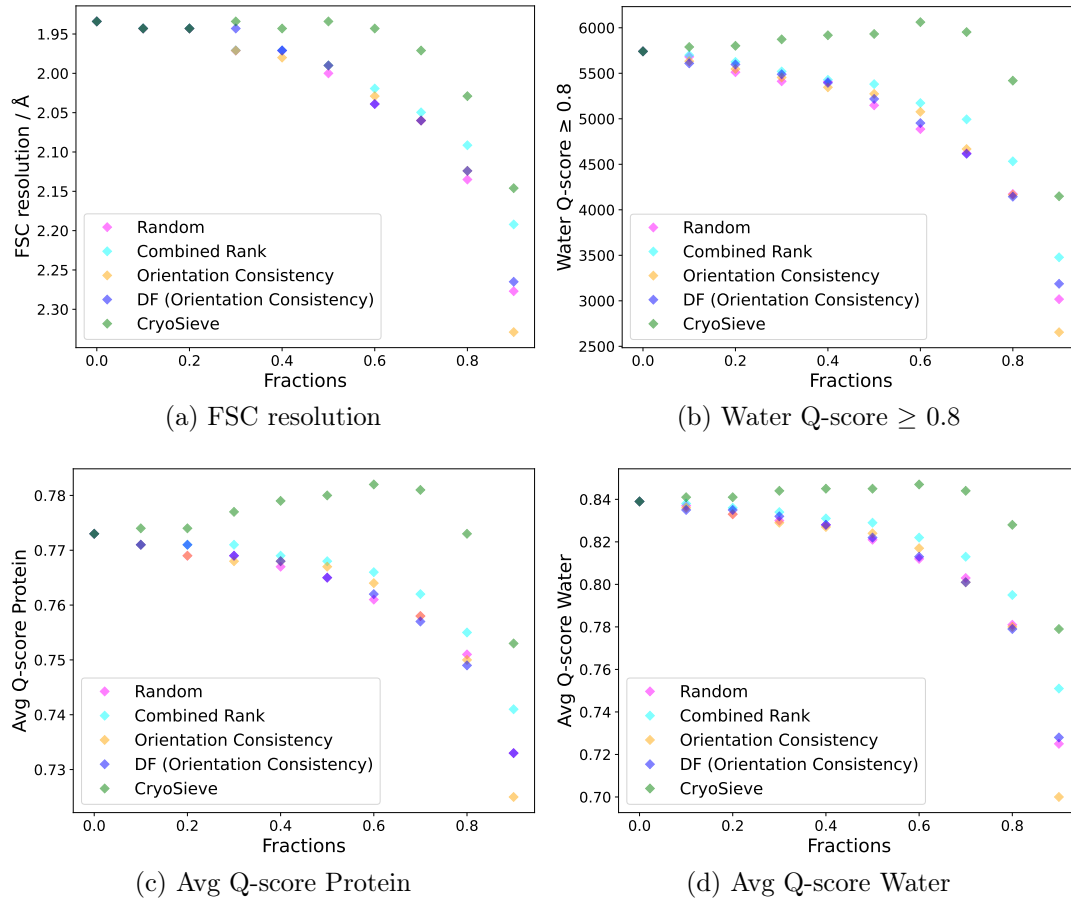 1.95
2.00
2.05
2.10
2.15
2.20
2.25
2.30
FSC resolution / Å
Random
Combined Rank
Orientation Consistency
DF (Orientation Consistency)
CryoSieve
0.0 0.2 0.4 0.6 0.8
Fractions
(a) FSC resolution
6000
5500
5000
4500
4000
3500
3000
2500
Water Q-score ≥ 0.8
Random
Combined Rank
Orientation Consistency
DF (Orientation Consistency)
CryoSieve
0.0 0.2 0.4 0.6 0.8
Fractions
(b) Water Q-score ≥ 0.8
0.78
0.77
0.76
0.75
0.74
0.73
Avg Q-score Protein
Random
Combined Rank
Orientation Consistency
DF (Orientation Consistency)
CryoSieve
0.0 0.2 0.4 0.6 0.8
Fractions
(c) Avg Q-score Protein
0.84
0.82
0.80
0.78
0.76
0.74
0.72
0.70
Avg Q-score Water
Random
Combined Rank
Orientation Consistency
DF (Orientation Consistency)
CryoSieve
0.0 0.2 0.4 0.6 0.8
Fractions
(d) Avg Q-score Water